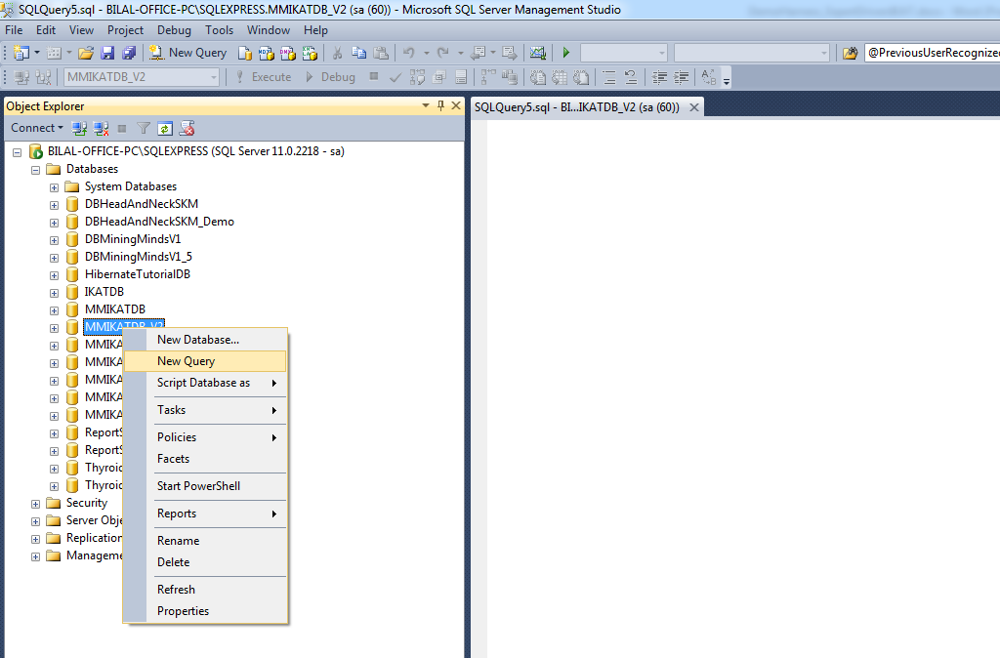 SQLQuery5.sql - BILAL-OFFICE-PC\SQLEXPRESS.MMIKATDB_V2 (sa (60)) - Microsoft SQL Server Management Studio
File Edit View Project Debug Tools Window Help
New Query
@PreviousUserRecognize
MMIKATDB_V2
Execute
Debug
Object Explorer
SQLQuery5.sql - BI...IKATDB_V2 (sa (60))
Connect
BILAL-OFFICE-PC\SQLEXPRESS (SQL Server 11.0.2218 - sa)
Databases
System Databases
DBHeadAndNeckSKM
DBHeadAndNeckSKM_Demo
DBMiningMindsV1
DBMiningMindsV1_5
HibernateTutorialDB
IKATDB
MMIKATDB
MMIKATDB_V2
MMIKA
MMIKA
MMIKA
MMIKA
MMIKA
ReportS
ReportS
Thyroid
Thyroid
Security
Server Obje
Replication
Manageme
New Database...
New Query
Script Database as
Tasks
Policies
Facets
Start PowerShell
Reports
Rename
Delete
Refresh
Properties